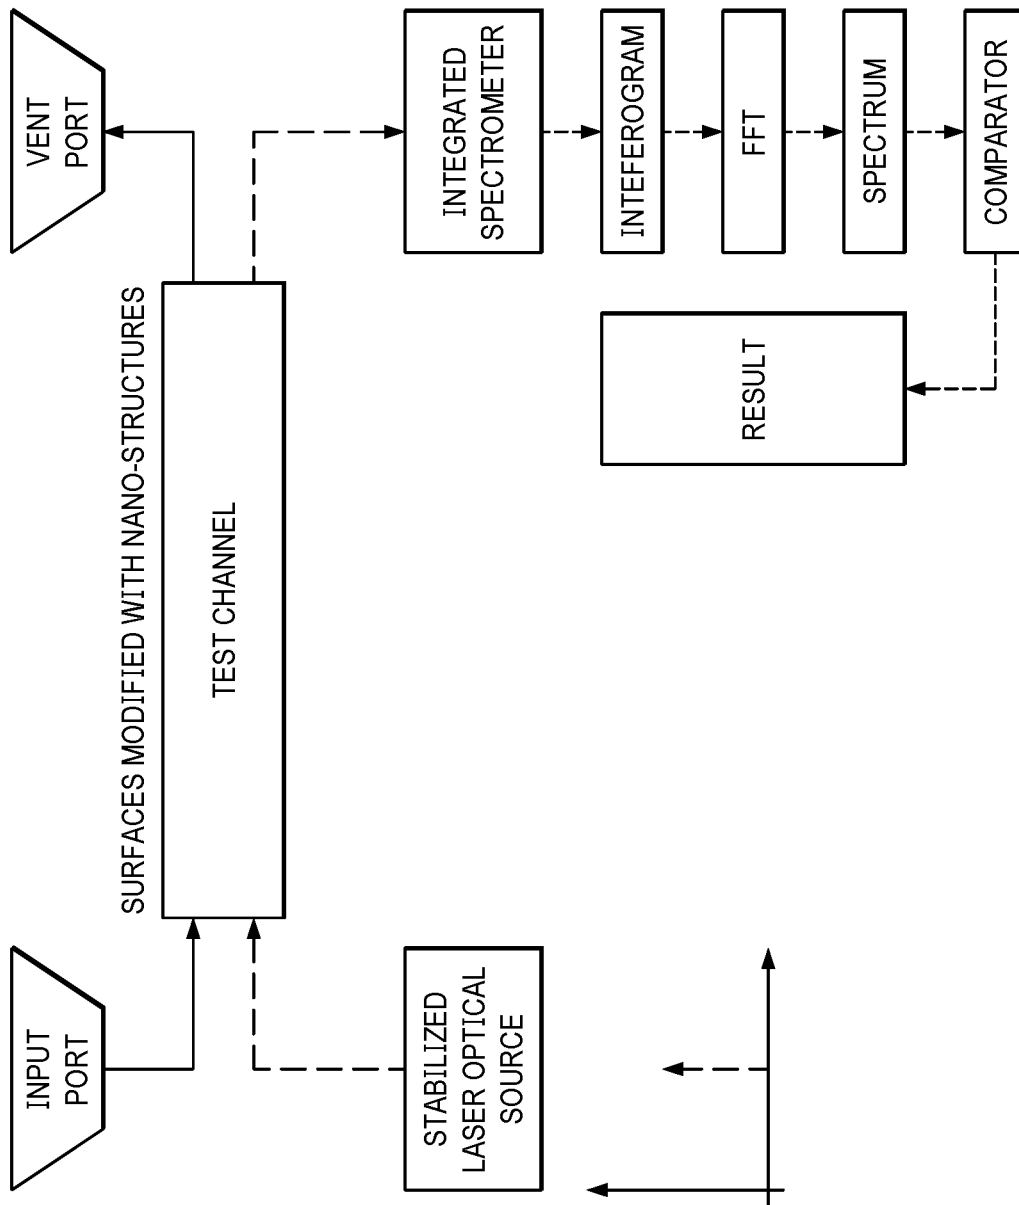 INPUT
PORT
SURFACES MODIFIED WITH NANO-STRUCTURES
TEST CHANNEL
VENT
PORT
STABILIZED
LASER OPTICAL
SOURCE
INTEGRATED
SPECTROMETER
INTEFEROGRAM
FFT
SPECTRUM
COMPARATOR
RESULT